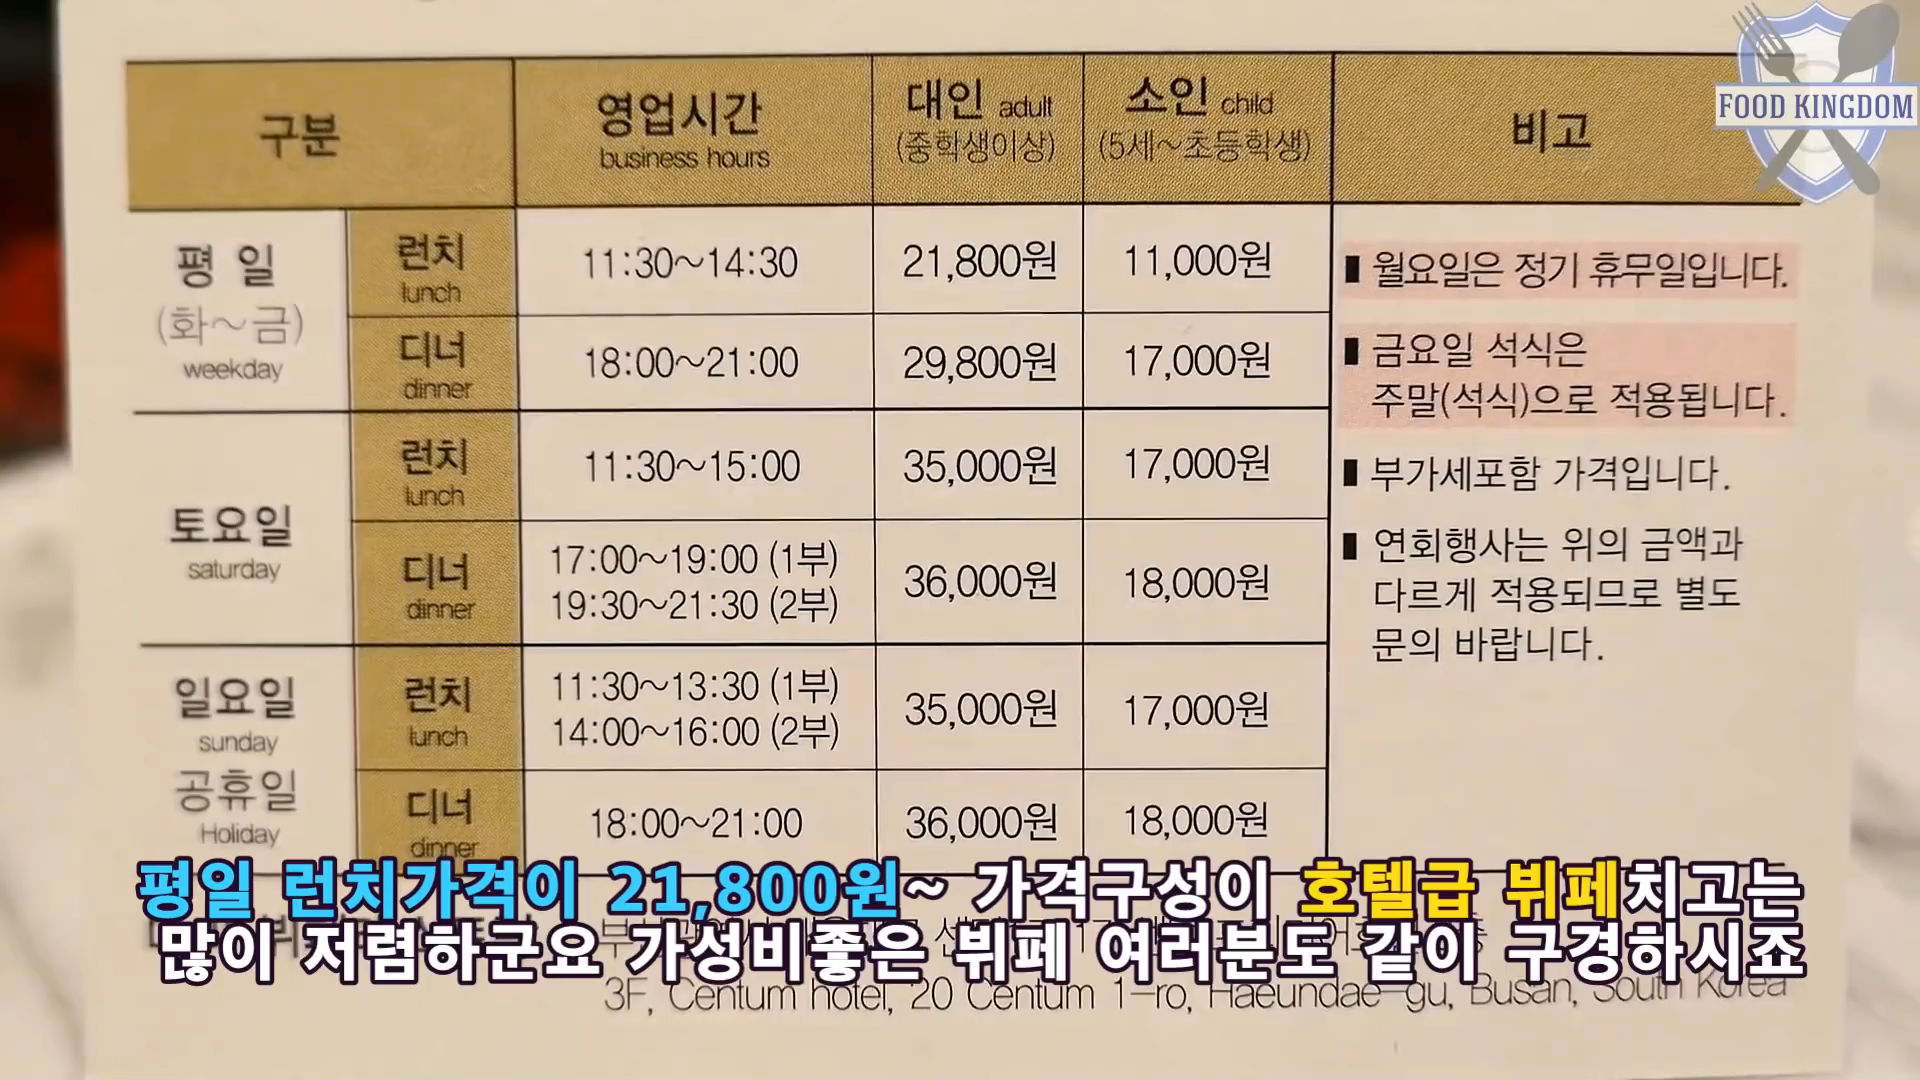 FOOD KINGDOM
구분 영업시간 대인 adult 소인 child 비고
business hours (중학생이상) (5세~초등학생)
평 일
(화~금)
weekday
런치
lunch
11:30~14:30 21,800원 11,000원
디너
dinner
18:00~21:00 29,800원 17,000원
토요일
saturday
런치
lunch
11:30~15:00 35,000원 17,000원
디너
dinner
17:00~19:00 (1부)
19:30~21:30 (2부)
36,000원 18,000원
일요일
sunday
공휴일
Holiday
런치
lunch
11:30~13:30 (1부)
14:00~16:00 (2부)
35,000원 17,000원
디너
dinner
18:00~21:00 36,000원 18,000원
월요일은 정기 휴무일입니다.
금요일 석식은
주말(석식)으로 적용됩니다.
부가세포함 가격입니다.
연회행사는 위의 금액과
다르게 적용되므로 별도
문의 바랍니다.
평일 런치가격이 21,800원~ 가격구성이 호텔급 뷔페치고는
많이 저렴하군요 가성비좋은 뷔페 여러분도 같이 구경하시죠
3F, Centum hotel, 20 Centum 1-ro, Haeundae-gu, Busan, South Korea